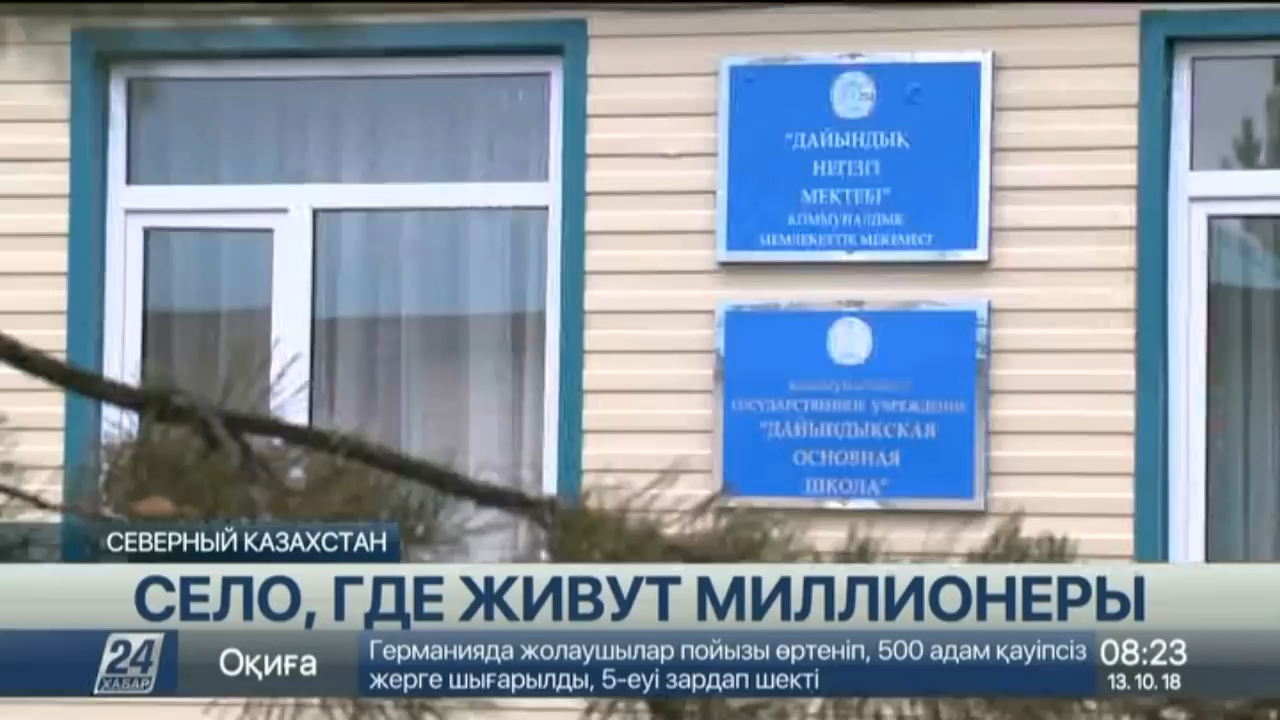 "ДАЙЫНДЫҚ
НЕГІЗГІ
МЕКТЕБІ"
КОММУНАЛДЫҚ
МЕМЛЕКЕТТІК МЕКЕМЕСІ
КОММУНАЛЬНОЕ
ГОСУДАРСТВЕННОЕ УЧРЕЖДЕНИЕ
"ДАЙЫНДЫКСКАЯ
ОСНОВНАЯ
ШКОЛА"
СЕВЕРНЫЙ КАЗАХСТАН
СЕЛО, ГДЕ ЖИВУТ МИЛЛИОНЕРЫ
24
ХАБАР
Оқиға
Германияда жолаушылар пойызы өртеніп, 500 адам қауіпсіз
жерге шығарылды, 5-еуі зардап шекті
08:23
13.10.18